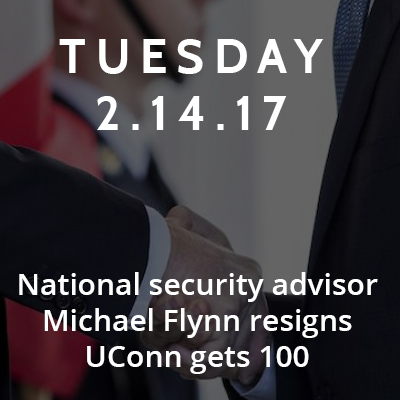 TUESDAY
2.14.17
National security advisor
Michael Flynn resigns
UConn gets 100